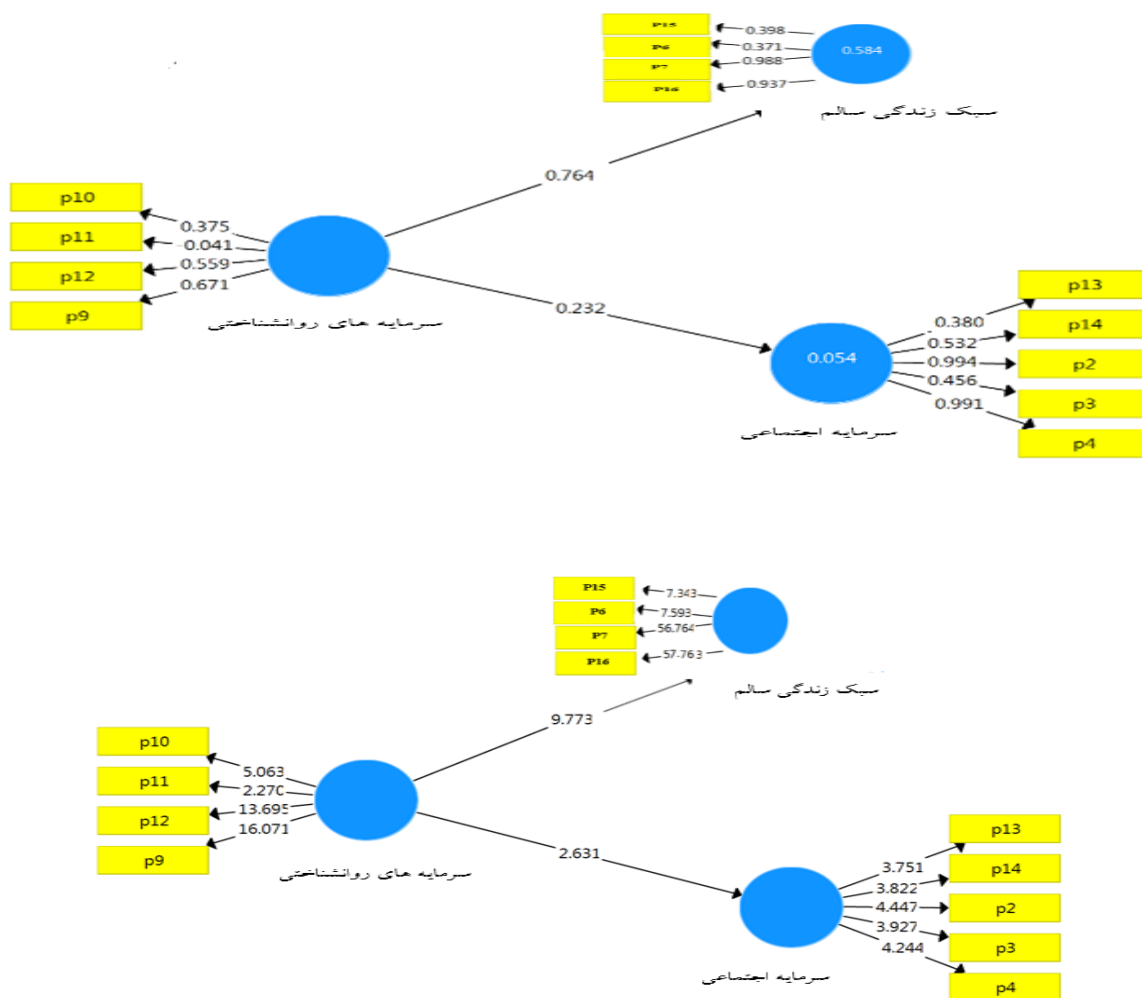 P15
P6
P7
P16
0.398
0.371
0.988
0.937
0.584
سبک زندگی سالم
0.764
p10
p11
p12
p9
0.375
-0.041
0.559
0.671
سرمایه های روانشناختی
0.232
0.054
سرمایه اجتماعی
0.380
0.532
0.994
0.456
0.991
p13
p14
p2
p3
p4
P15
P6
P7
P16
7.343
7.593
56.764
57.763
سبک زندگی سالم
9.773
p10
p11
p12
p9
5.063
2.270
13.695
16.071
سرمایه های روانشناختی
2.631
سرمایه اجتماعی
3.751
3.822
4.447
3.927
4.244
p13
p14
p2
p3
p4